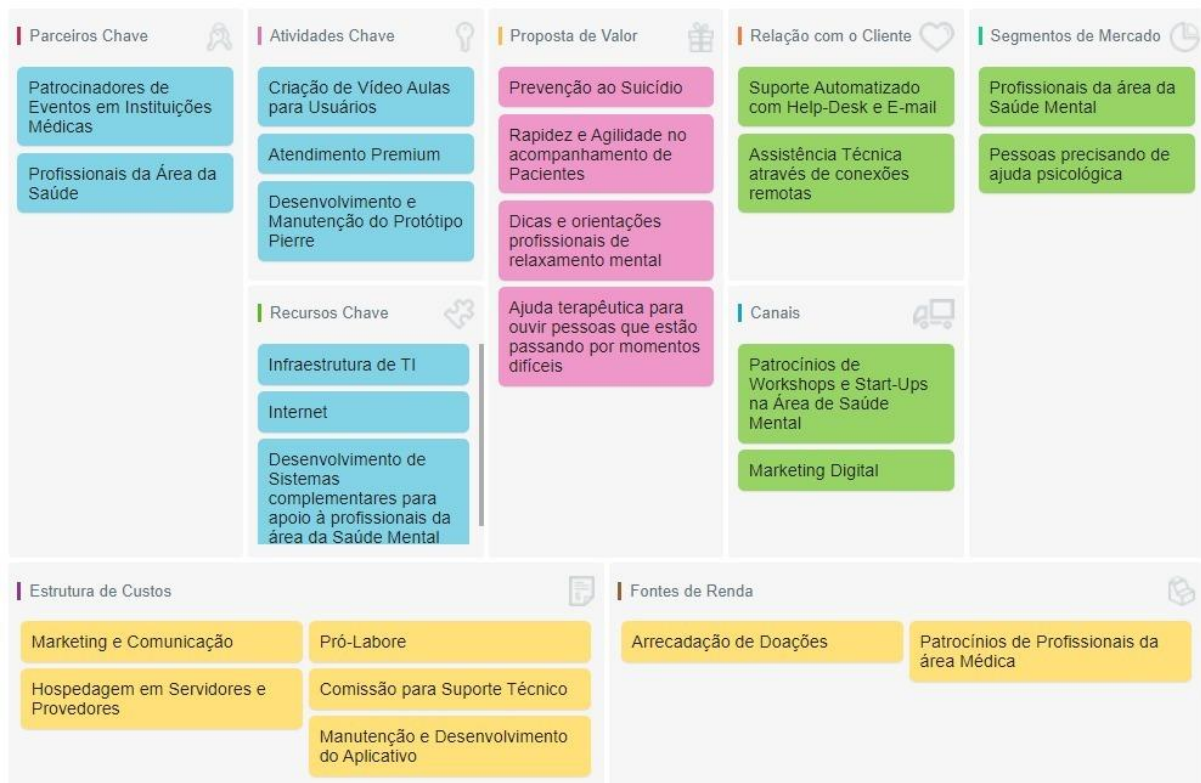 Parceiros Chave
Patrocinadores de
Eventos em Instituições
Médicas
Profissionais da Área da
Saúde
Atividades Chave
Criação de Vídeo Aulas
para Usuários
Atendimento Premium
Desenvolvimento e
Manutenção do Protótipo
Pierre
Recursos Chave
Infraestrutura de TI
Internet
Desenvolvimento de
Sistemas
complementares para
apoio à profissionais da
área da Saúde Mental
Proposta de Valor
Prevenção ao Suicídio
Rapidez e Agilidade no
acompanhamento de
Pacientes
Dicas e orientações
profissionais de
relaxamento mental
Ajuda terapêutica para
ouvir pessoas que estão
passando por momentos
difíceis
Relação com o Cliente
Suporte Automatizado
com Help-Desk e E-mail
Assistência Técnica
através de conexões
remotas
Canais
Patrocínios de
Workshops e Start-Ups
na Área de Saúde
Mental
Marketing Digital
Segmentos de Mercado
Profissionais da área da
Saúde Mental
Pessoas precisando de
ajuda psicológica
Estrutura de Custos
Marketing e Comunicação
Hospedagem em Servidores e
Provedores
Pró-Labore
Comissão para Suporte Técnico
Manutenção e Desenvolvimento
do Aplicativo
Fontes de Renda
Arrecadação de Doações
Patrocínios de Profissionais da
área Médica